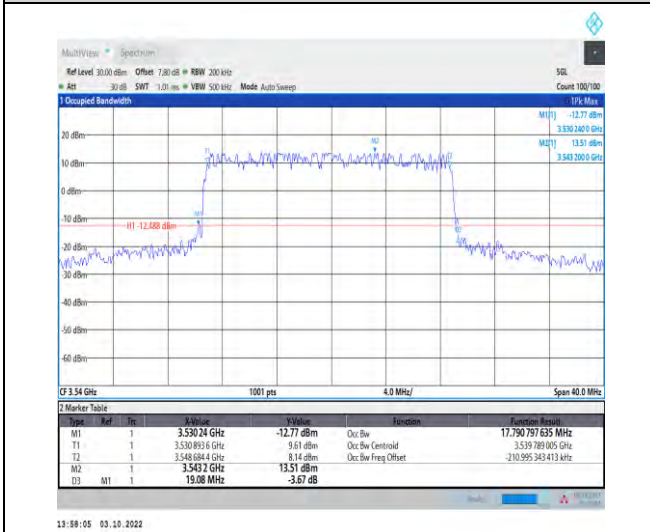 MultiView Spectrum
Ref Level 30.00 dBm Offset 7.80 dB RBW 200 kHz SGL
Att 30 dB SWT 1.01 ms VBW 500 kHz Mode Auto Sweep Count 100/100
1 Occupied Bandwidth 1Pk Max
M1[1] -12.77 dBm
3.530 240 0 GHz
M2[1] 13.51 dBm
3.543 200 0 GHz
20 dBm
M2
T1
10 dBm
0 dBm
-10 dBm
M1
H1 -12.488 dBm
-20 dBm
-30 dBm
-40 dBm
-50 dBm
-60 dBm
CF 3.54 GHz 1001 pts 4.0 MHz/ Span 40.0 MHz
2 Marker Table
Type Ref Trc X-Value Y-Value Function Function Result
M1 1 3.530 24 GHz -12.77 dBm Occ Bw 17.790 797 635 MHz
T1 1 3.530 893 6 GHz 9.61 dBm Occ Bw Centroid 3.539 789 005 GHz
T2 1 3.548 684 4 GHz 8.14 dBm Occ Bw Freq Offset -210.995 343 413 kHz
M2 1 3.543 2 GHz 13.51 dBm
D3 M1 1 19.08 MHz -3.67 dB
13:58:05 03.10.2022